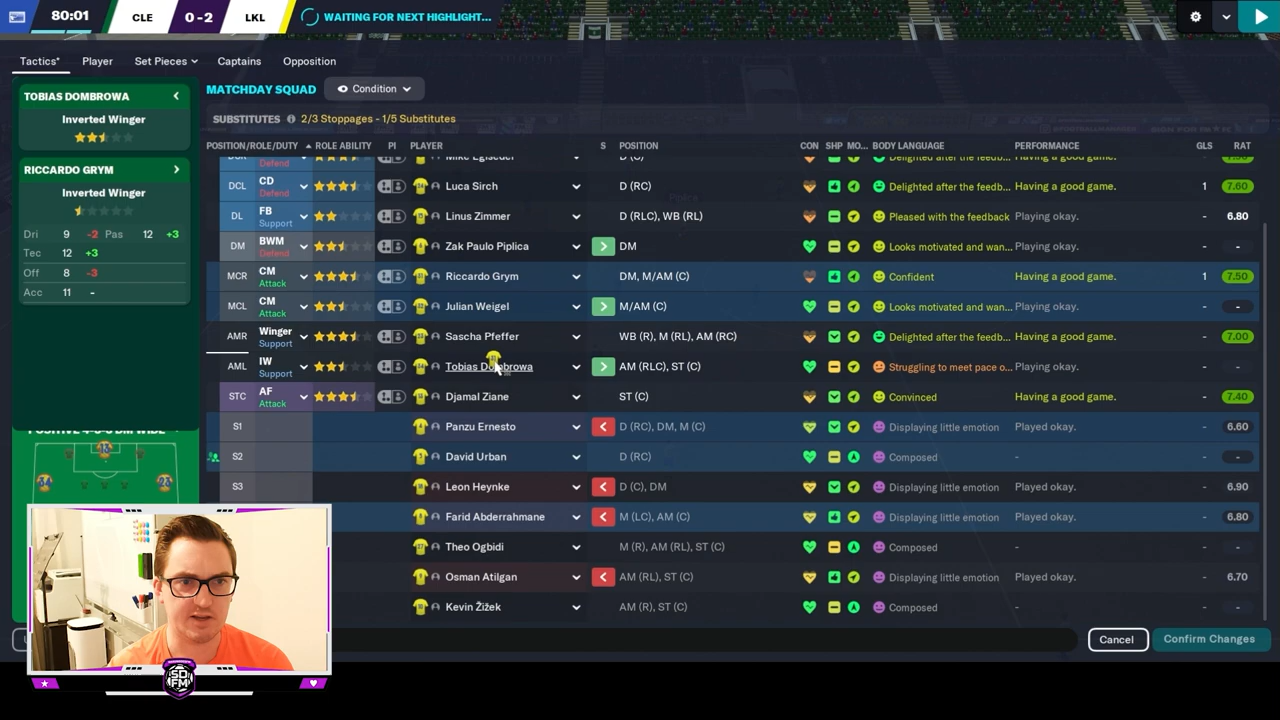 80:01 CLE 0 - 2 LKL WAITING FOR NEXT HIGHLIGHT...
Tactics* Player Set Pieces Captains Opposition
TOBIAS DOMBROWA
Inverted Winger
RICCARDO GRYM
Inverted Winger
Dri 9 -2 Pas 12 +3
Tec 12 +3
Off 8 -3
Acc 11 -
MATCHDAY SQUAD Condition
SUBSTITUTES 2/3 Stoppages - 1/5 Substitutes
POSITION/ROLE/DUTY ROLE ABILITY PI PLAYER S POSITION CON SHP MO... BODY LANGUAGE PERFORMANCE GLS RAT
Defend
DCL CD Defend Luca Sirch D (RC) Delighted after the feedb... Having a good game. 1 7.60
DL FB Support Linus Zimmer D (RLC), WB (RL) Pleased with the feedback Playing okay. - 6.80
DM BWM Defend Zak Paulo Piplica DM Looks motivated and wan... Playing okay. - -
MCR CM Attack Riccardo Grym DM, M/AM (C) Confident Having a good game. 1 7.50
MCL CM Attack Julian Weigel M/AM (C) Looks motivated and wan... Playing okay. - -
AMR Winger Support Sascha Pfeffer WB (R), M (RL), AM (RC) Delighted after the feedb... Having a good game. - 7.00
AML IW Support Tobias Dombrowa AM (RLC), ST (C) Struggling to meet pace o... Playing okay. - -
STC AF Attack Djamal Ziane ST (C) Convinced Having a good game. - 7.40
S1 Panzu Ernesto D (RC), DM, M (C) Displaying little emotion Played okay. - 6.60
S2 David Urban D (RC) Composed - - -
S3 Leon Heynke D (C), DM Displaying little emotion Played okay. - 6.90
Farid Abderrahmane M (LC), AM (C) Displaying little emotion Played okay. - 6.80
Theo Ogbidi M (R), AM (RL), ST (C) Composed - - -
Osman Atilgan AM (RL), ST (C) Displaying little emotion Played okay. - 6.70
Kevin Žižek AM (R), ST (C) Composed - - -
Cancel Confirm Changes
SD
FM